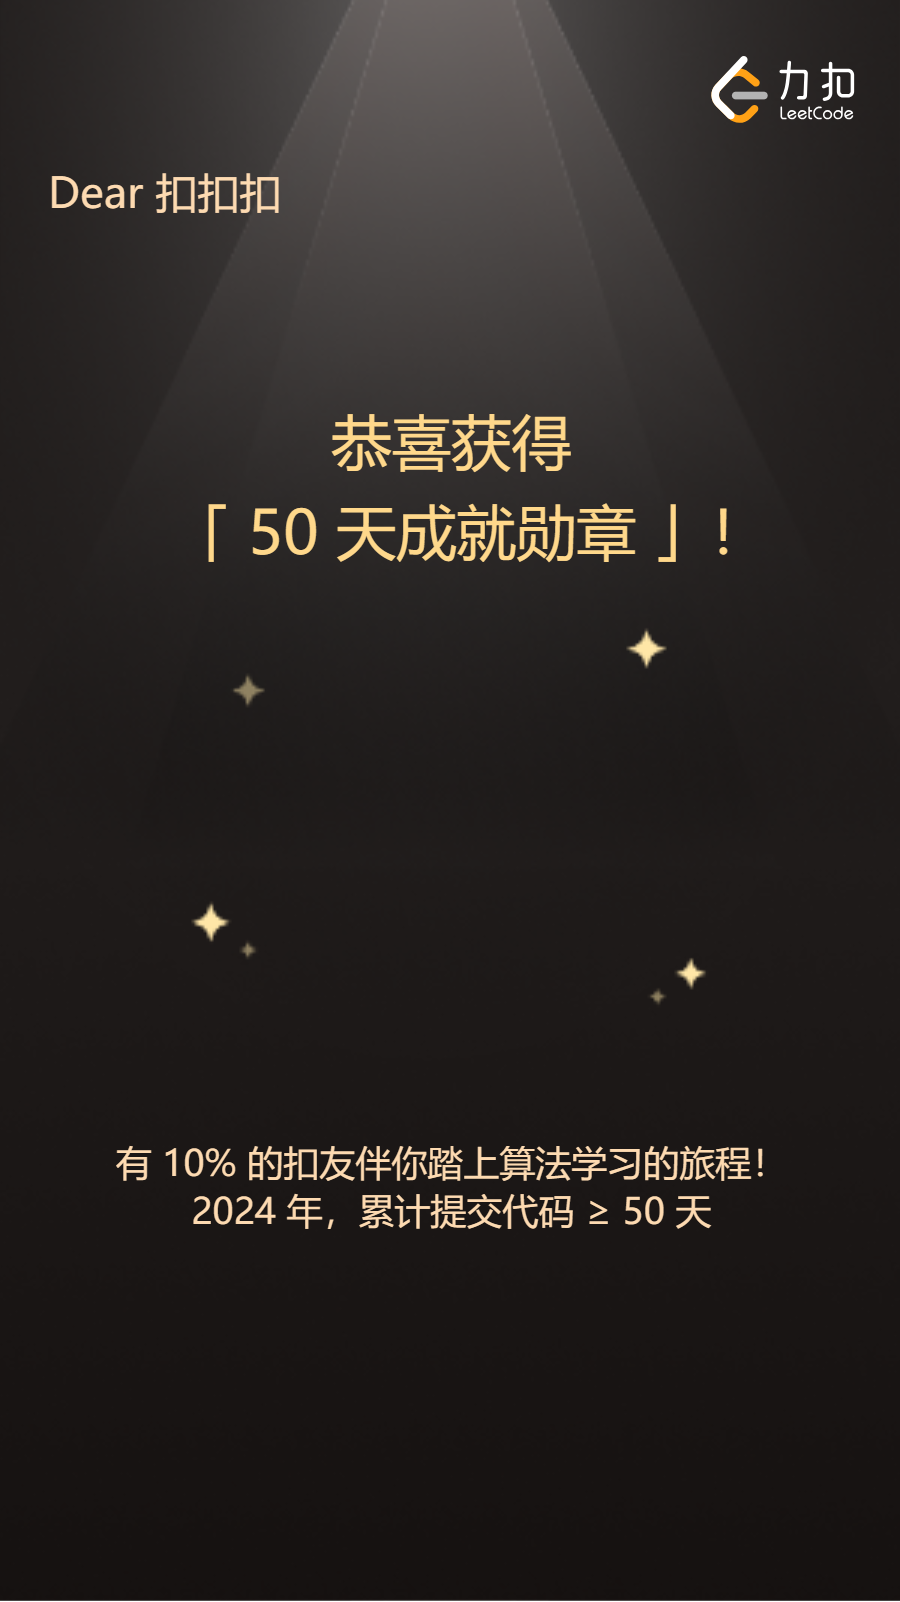 力扣
LeetCode
Dear 扣扣扣
恭喜获得
「 50 天成就勋章 」!
有 10% 的扣友伴你踏上算法学习的旅程!
2024 年，累计提交代码 ≥ 50 天